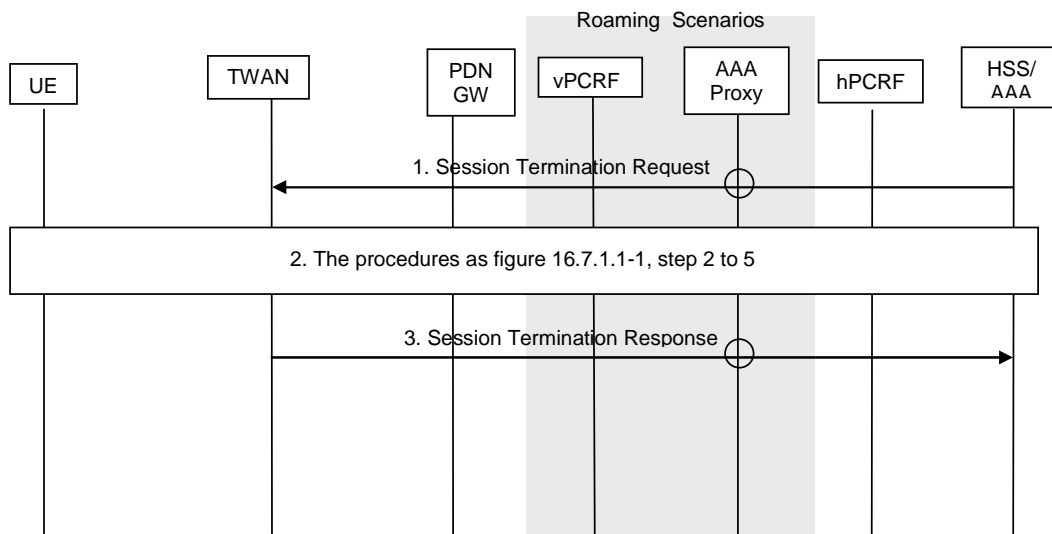 Roaming Scenarios
UE
TWAN
PDN
GW
vPCRF
AAA
Proxy
hPCRF
HSS/
AAA
1. Session Termination Request
2. The procedures as figure 16.7.1.1-1, step 2 to 5
3. Session Termination Response